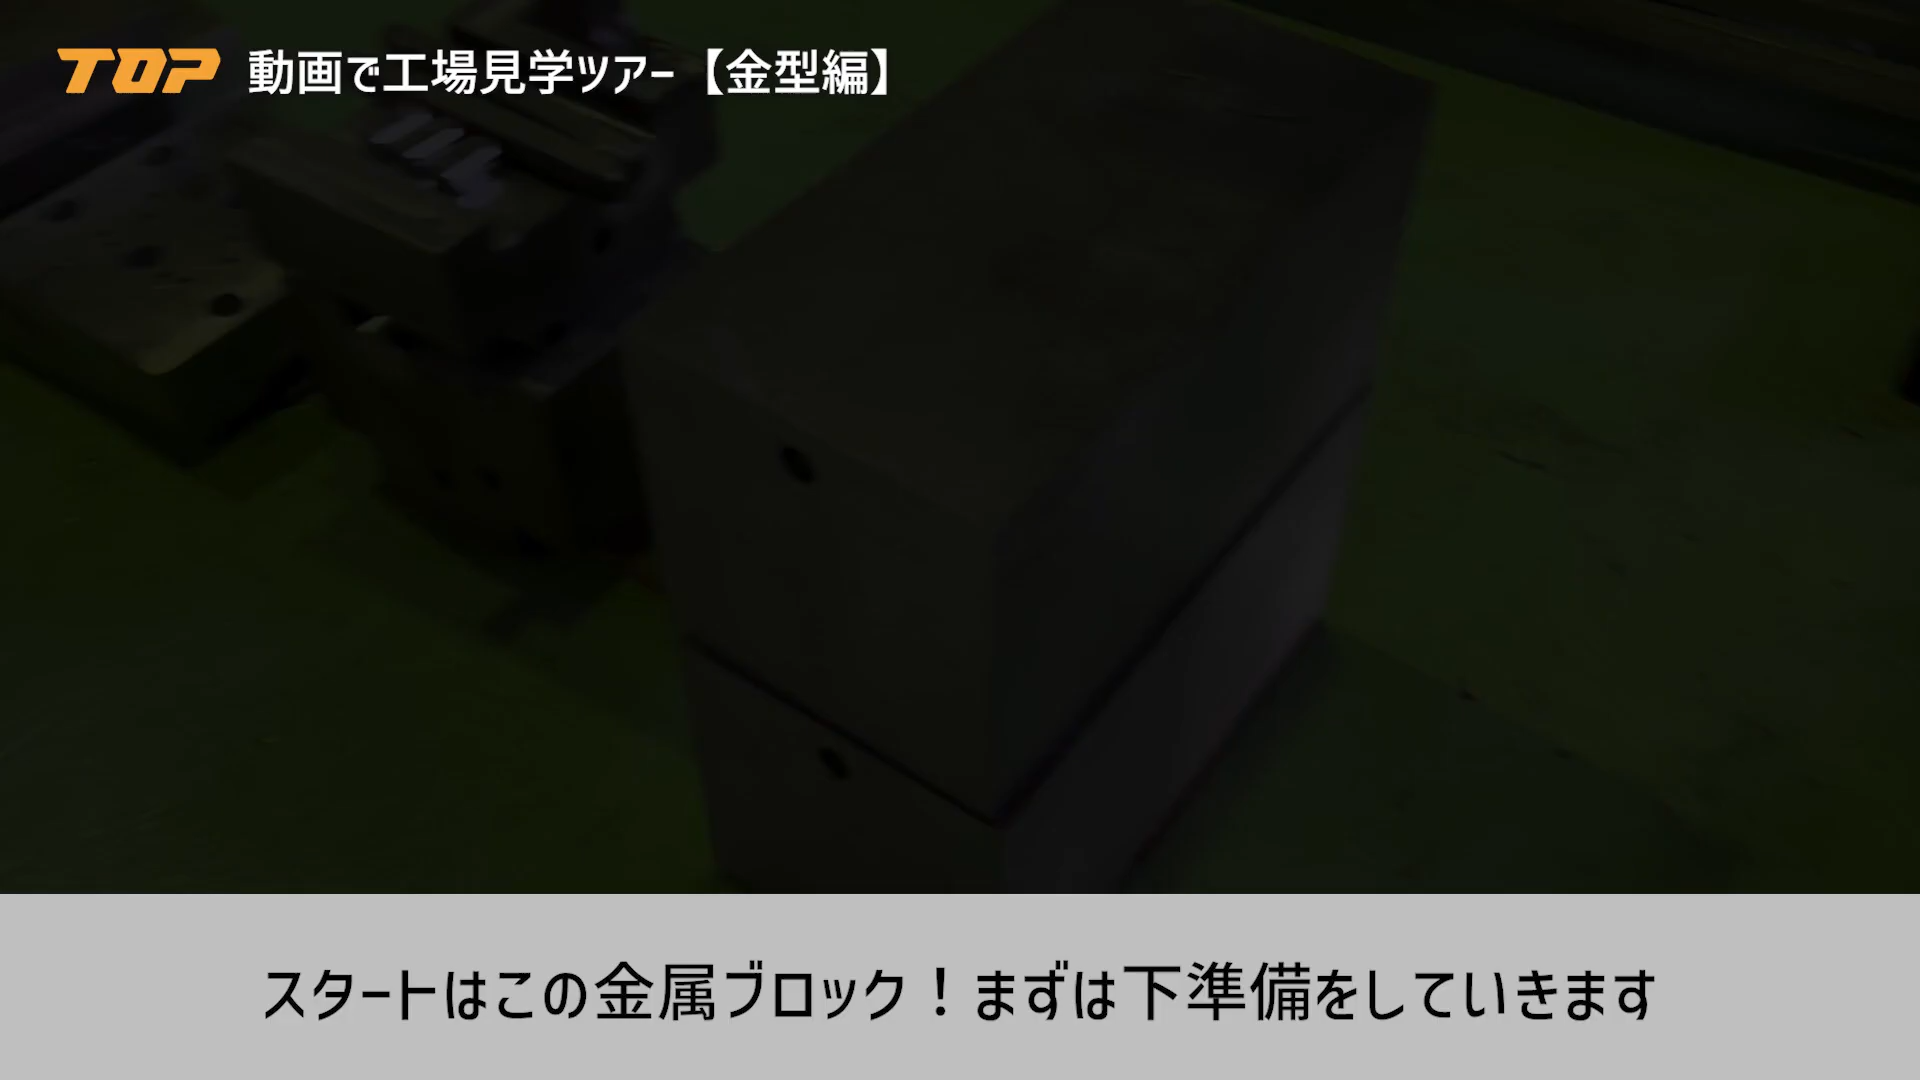 TOP 動画で工場見学ツアー【金型編】
スタートはこの金属ブロック！まずは下準備をしていきます